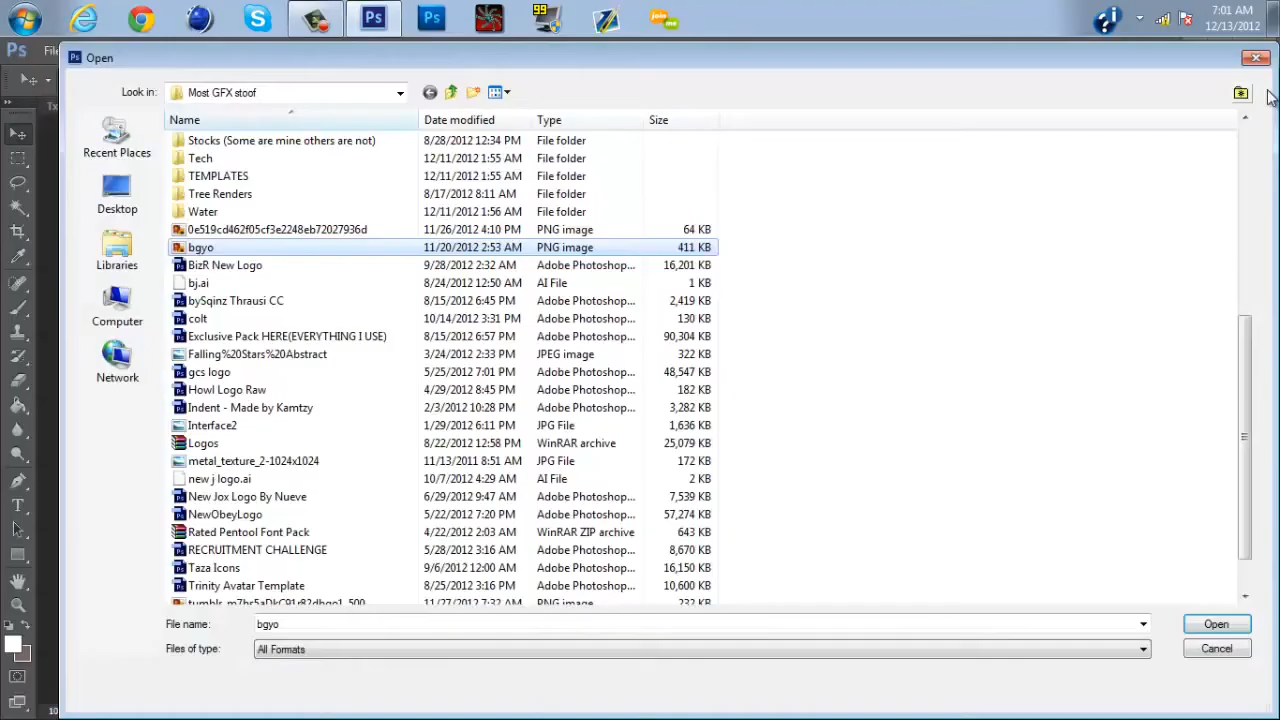 99
join
me
7:01 AM
12/13/2012
Ps
File
Open
Look in:
Most GFX stoof
Name
Date modified
Type
Size
Recent Places
Desktop
Libraries
Computer
Network
Stocks (Some are mine others are not) 8/28/2012 12:34 PM File folder
Tech 12/11/2012 1:55 AM File folder
TEMPLATES 12/11/2012 1:55 AM File folder
Tree Renders 8/17/2012 8:11 AM File folder
Water 12/11/2012 1:56 AM File folder
0e519cd462f05cf3e2248eb72027936d 11/26/2012 4:10 PM PNG image 64 KB
bgyo 11/20/2012 2:53 AM PNG image 411 KB
BizR New Logo 9/28/2012 2:32 AM Adobe Photoshop... 16,201 KB
bj.ai 8/24/2012 12:50 AM AI File 1 KB
bySqinz Thrausi CC 8/15/2012 6:45 PM Adobe Photoshop... 2,419 KB
colt 10/14/2012 3:31 PM Adobe Photoshop... 130 KB
Exclusive Pack HERE(EVERYTHING I USE) 8/15/2012 6:57 PM Adobe Photoshop... 90,304 KB
Falling%20Stars%20Abstract 3/24/2012 2:33 PM JPEG image 322 KB
gcs logo 5/25/2012 7:01 PM Adobe Photoshop... 48,547 KB
Howl Logo Raw 4/29/2012 8:45 PM Adobe Photoshop... 182 KB
Indent - Made by Kamtzy 2/3/2012 10:28 PM Adobe Photoshop... 3,282 KB
Interface2 1/29/2012 6:11 PM JPG File 1,636 KB
Logos 8/22/2012 12:58 PM WinRAR archive 25,079 KB
metal_texture_2-1024x1024 11/13/2011 8:51 AM JPG File 172 KB
new j logo.ai 10/7/2012 4:29 AM AI File 2 KB
New Jox Logo By Nueve 6/29/2012 9:47 AM Adobe Photoshop... 7,539 KB
NewObeyLogo 5/22/2012 7:20 PM Adobe Photoshop... 57,274 KB
Rated Pentool Font Pack 4/22/2012 2:03 AM WinRAR ZIP archive 643 KB
RECRUITMENT CHALLENGE 5/28/2012 3:16 AM Adobe Photoshop... 8,670 KB
Taza Icons 9/6/2012 12:00 AM Adobe Photoshop... 16,150 KB
Trinity Avatar Template 8/25/2012 3:16 PM Adobe Photoshop... 10,600 KB
11/27/2012 7:32 AM PNG image 232 KB
File name:
bgyo
Open
Files of type:
All Formats
Cancel